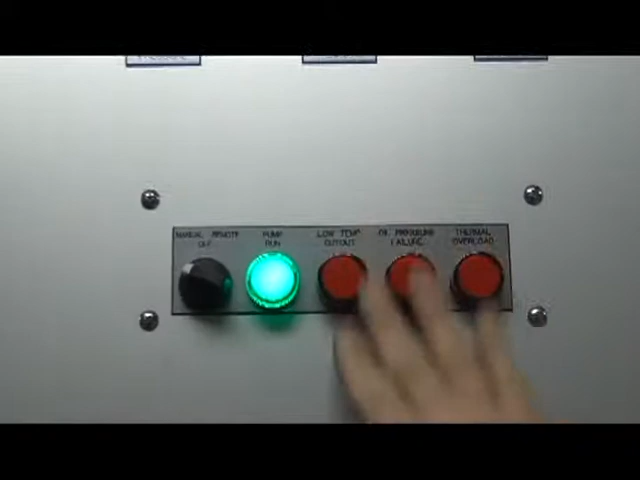 MANUAL REMOTE
OFF
PUMP
RUN
LOW TEMP
CUTOUT
OIL PRESSURE
FAILURE
THERMAL
OVERLOAD